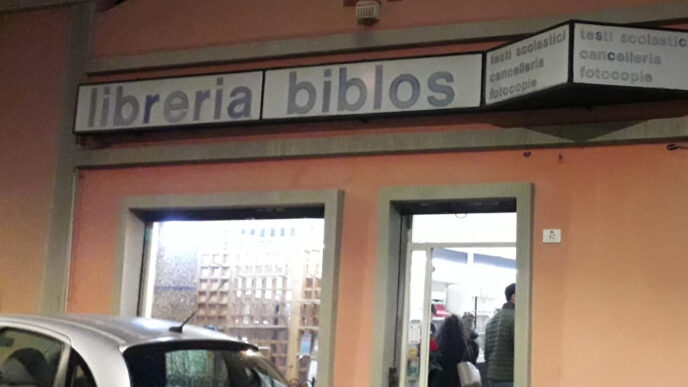 libreria biblos
testi scolastici
cancelleria
fotocopie
testi scolastici
cancelleria
fotocopie